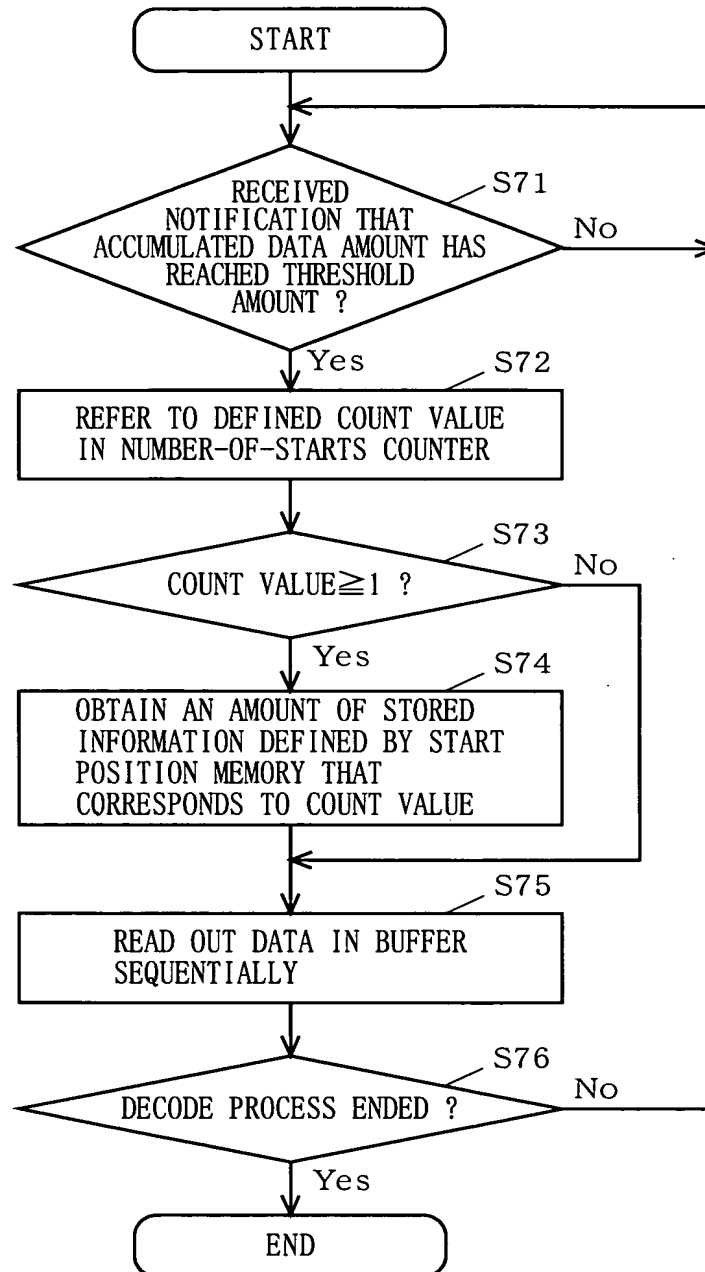 START
S71
RECEIVED
NOTIFICATION THAT
ACCUMULATED DATA AMOUNT HAS
REACHED THRESHOLD
AMOUNT ?
No
Yes
S72
REFER TO DEFINED COUNT VALUE
IN NUMBER-OF-STARTS COUNTER
S73
COUNT VALUE≧1 ?
No
Yes
S74
OBTAIN AN AMOUNT OF STORED
INFORMATION DEFINED BY START
POSITION MEMORY THAT
CORRESPONDS TO COUNT VALUE
S75
READ OUT DATA IN BUFFER
SEQUENTIALLY
S76
DECODE PROCESS ENDED ?
No
Yes
END